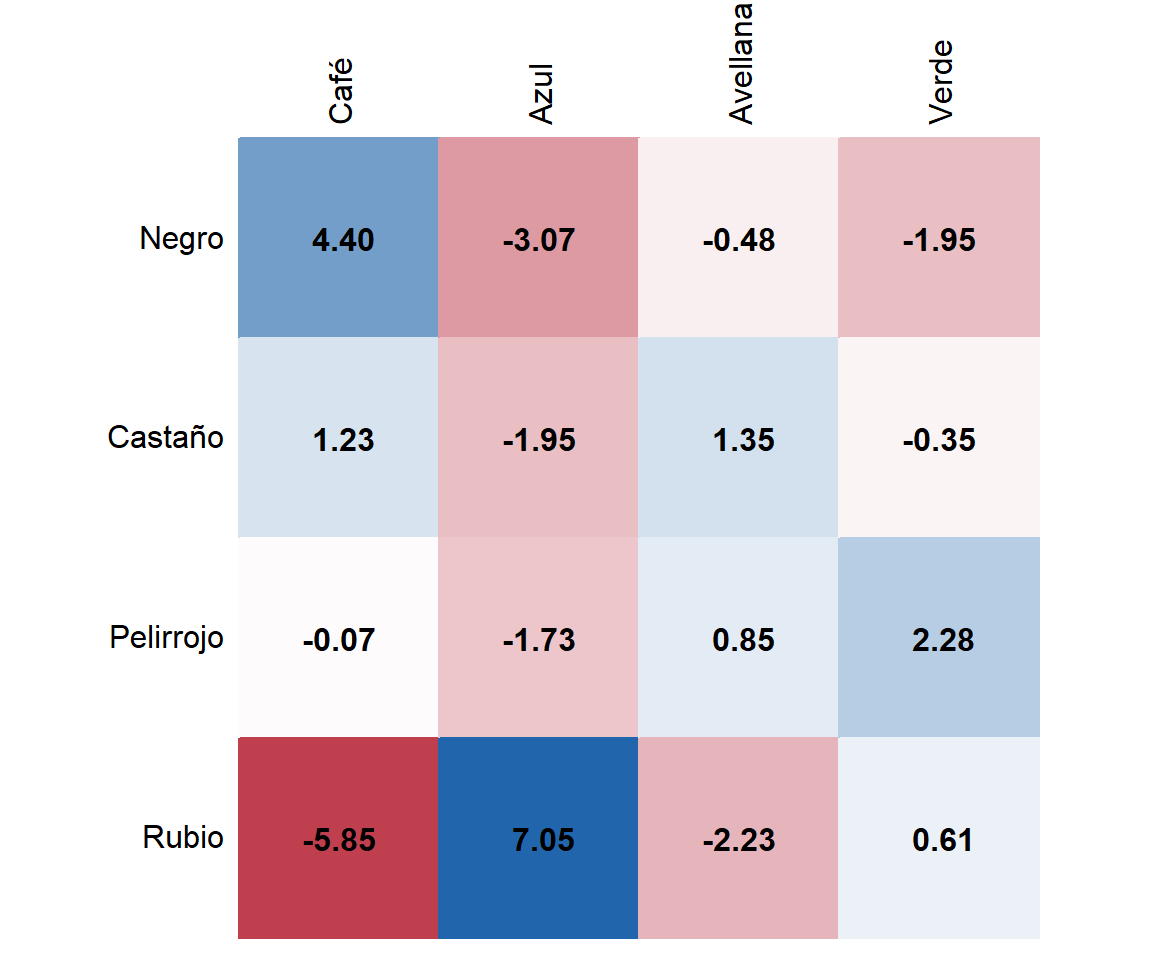 Café Azul Avellana Verde
Negro 4.40 -3.07 -0.48 -1.95
Castaño 1.23 -1.95 1.35 -0.35
Pelirrojo -0.07 -1.73 0.85 2.28
Rubio -5.85 7.05 -2.23 0.61